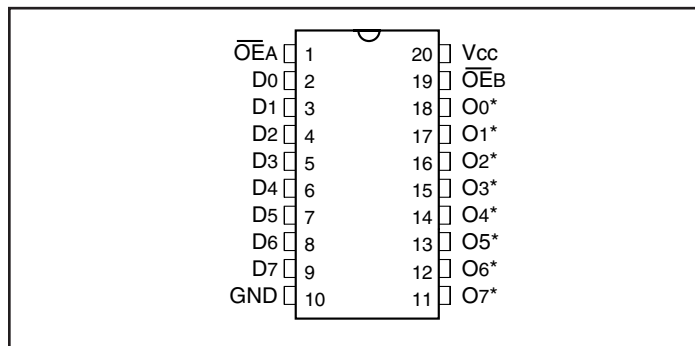 O̅E̅A 1 20 Vcc
D0 2 19 O̅E̅B
D1 3 18 O0*
D2 4 17 O1*
D3 5 16 O2*
D4 6 15 O3*
D5 7 14 O4*
D6 8 13 O5*
D7 9 12 O6*
GND 10 11 O7*